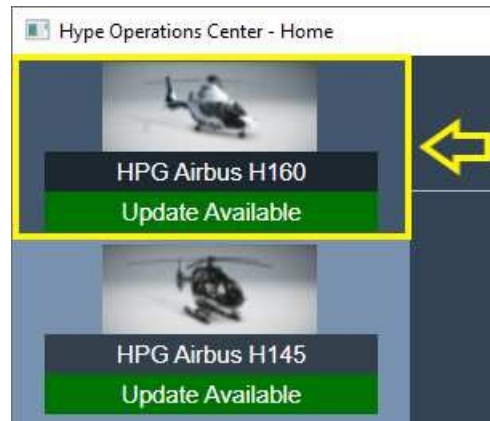 Hype Operations Center - Home
HPG Airbus H160
Update Available
HPG Airbus H145
Update Available